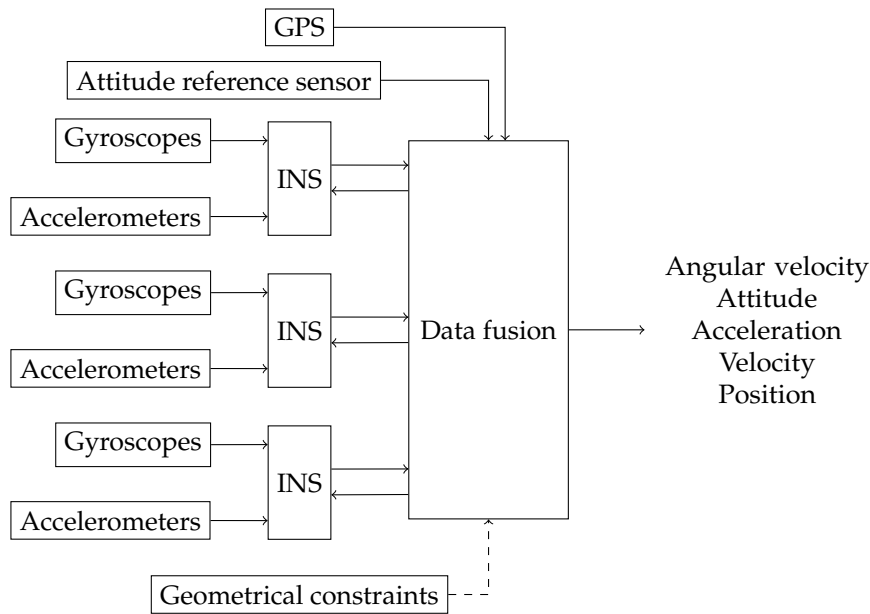 GPS
Attitude reference sensor
Gyroscopes
INS
Accelerometers
Gyroscopes
INS
Accelerometers
Gyroscopes
INS
Accelerometers
Data fusion
Angular velocity
Attitude
Acceleration
Velocity
Position
Geometrical constraints